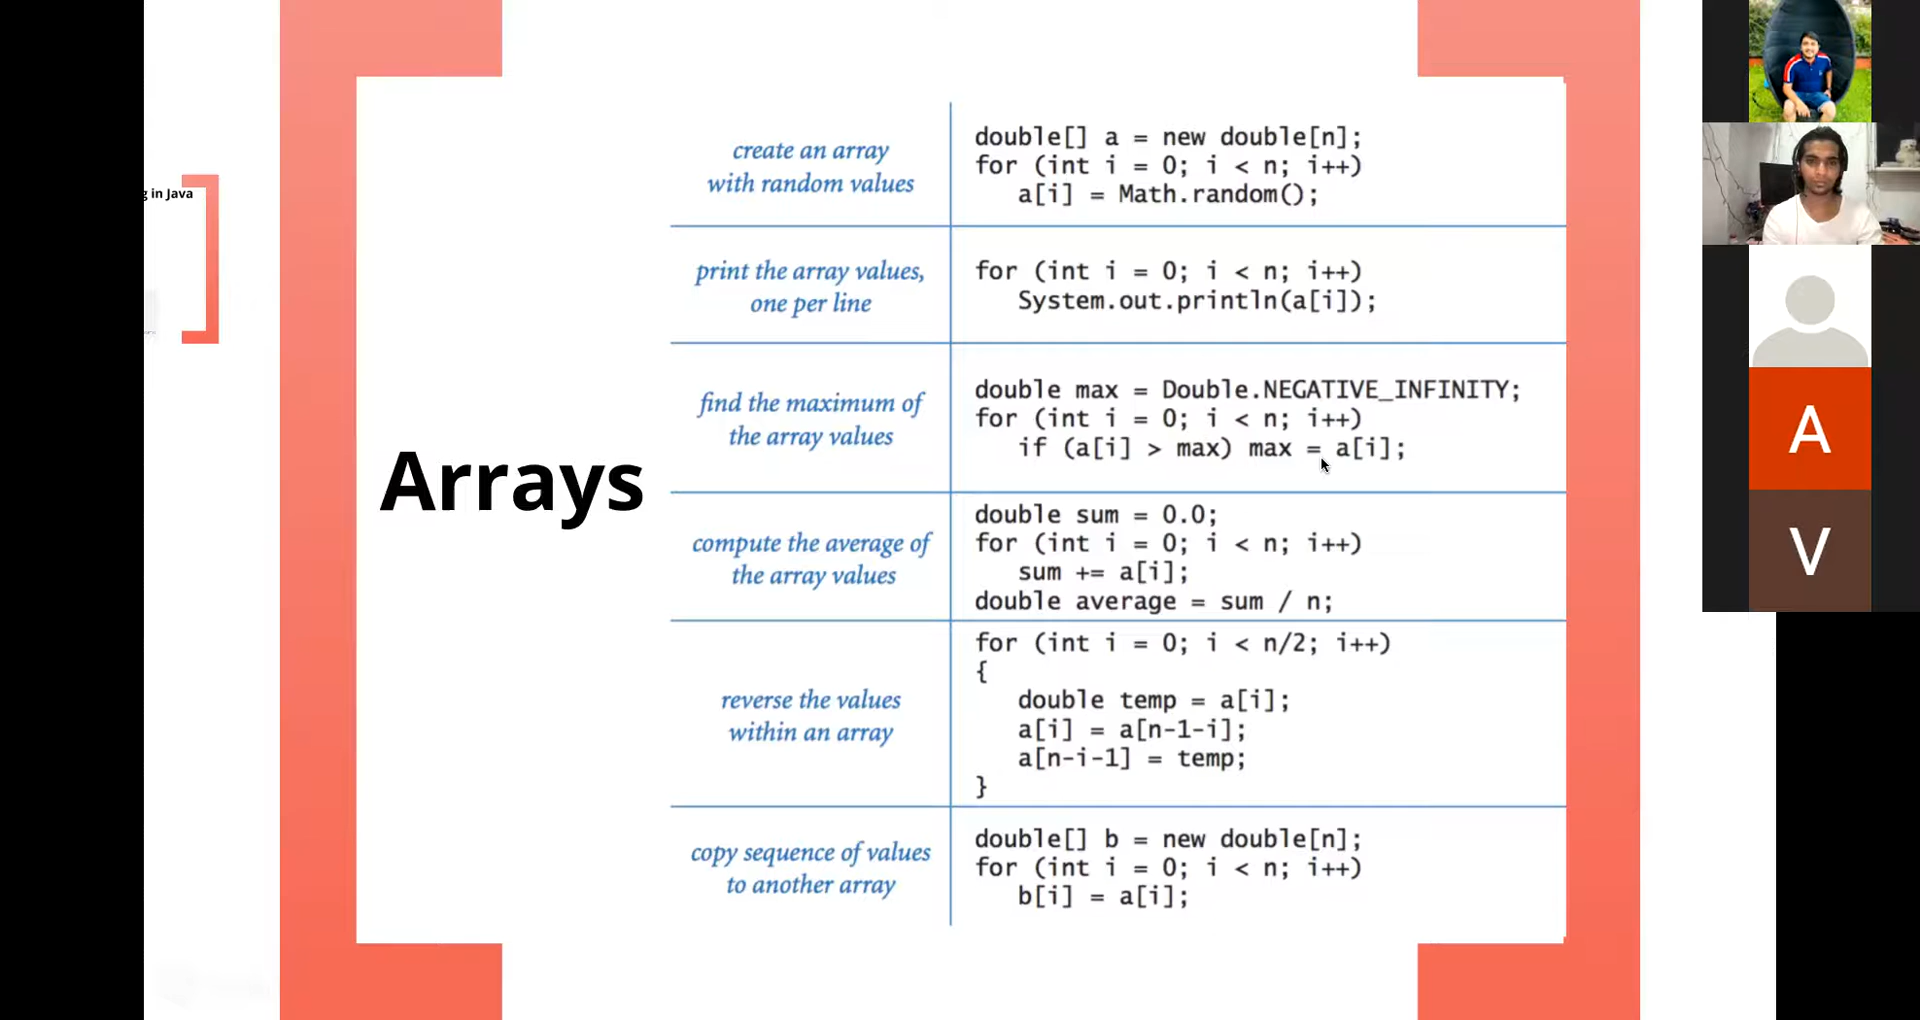 g in Java
Arrays
create an array
with random values
double[] a = new double[n];
for (int i = 0; i < n; i++)
a[i] = Math.random();
print the array values,
one per line
for (int i = 0; i < n; i++)
System.out.println(a[i]);
find the maximum of
the array values
double max = Double.NEGATIVE_INFINITY;
for (int i = 0; i < n; i++)
if (a[i] > max) max = a[i];
compute the average of
the array values
double sum = 0.0;
for (int i = 0; i < n; i++)
sum += a[i];
double average = sum / n;
reverse the values
within an array
for (int i = 0; i < n/2; i++)
{
double temp = a[i];
a[i] = a[n-1-i];
a[n-i-1] = temp;
}
copy sequence of values
to another array
double[] b = new double[n];
for (int i = 0; i < n; i++)
b[i] = a[i];
A
V